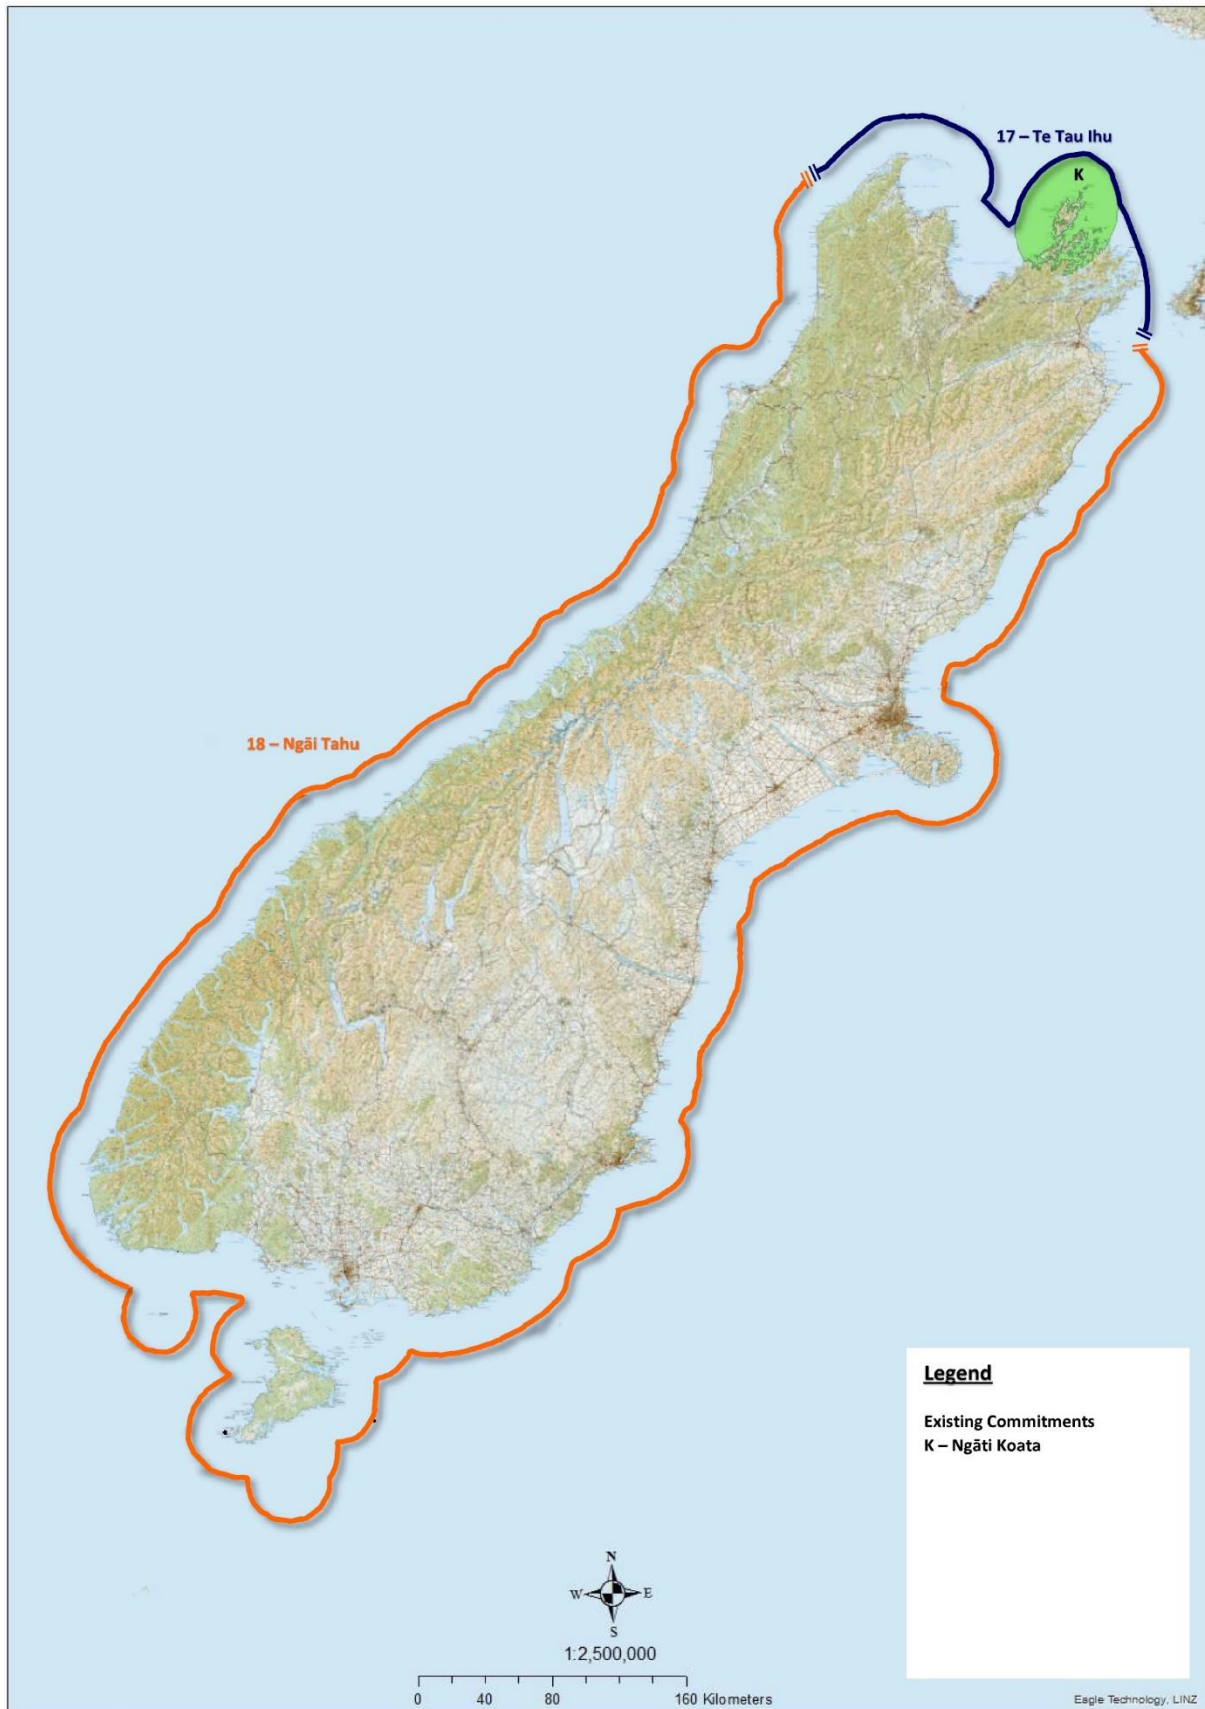 17 – Te Tau Ihu
K
18 – Ngāi Tahu
Legend
Existing Commitments
K – Ngāti Koata
N
W
E
S
1:2,500,000
0 40 80 160 Kilometers
Eagle Technology, LINZ